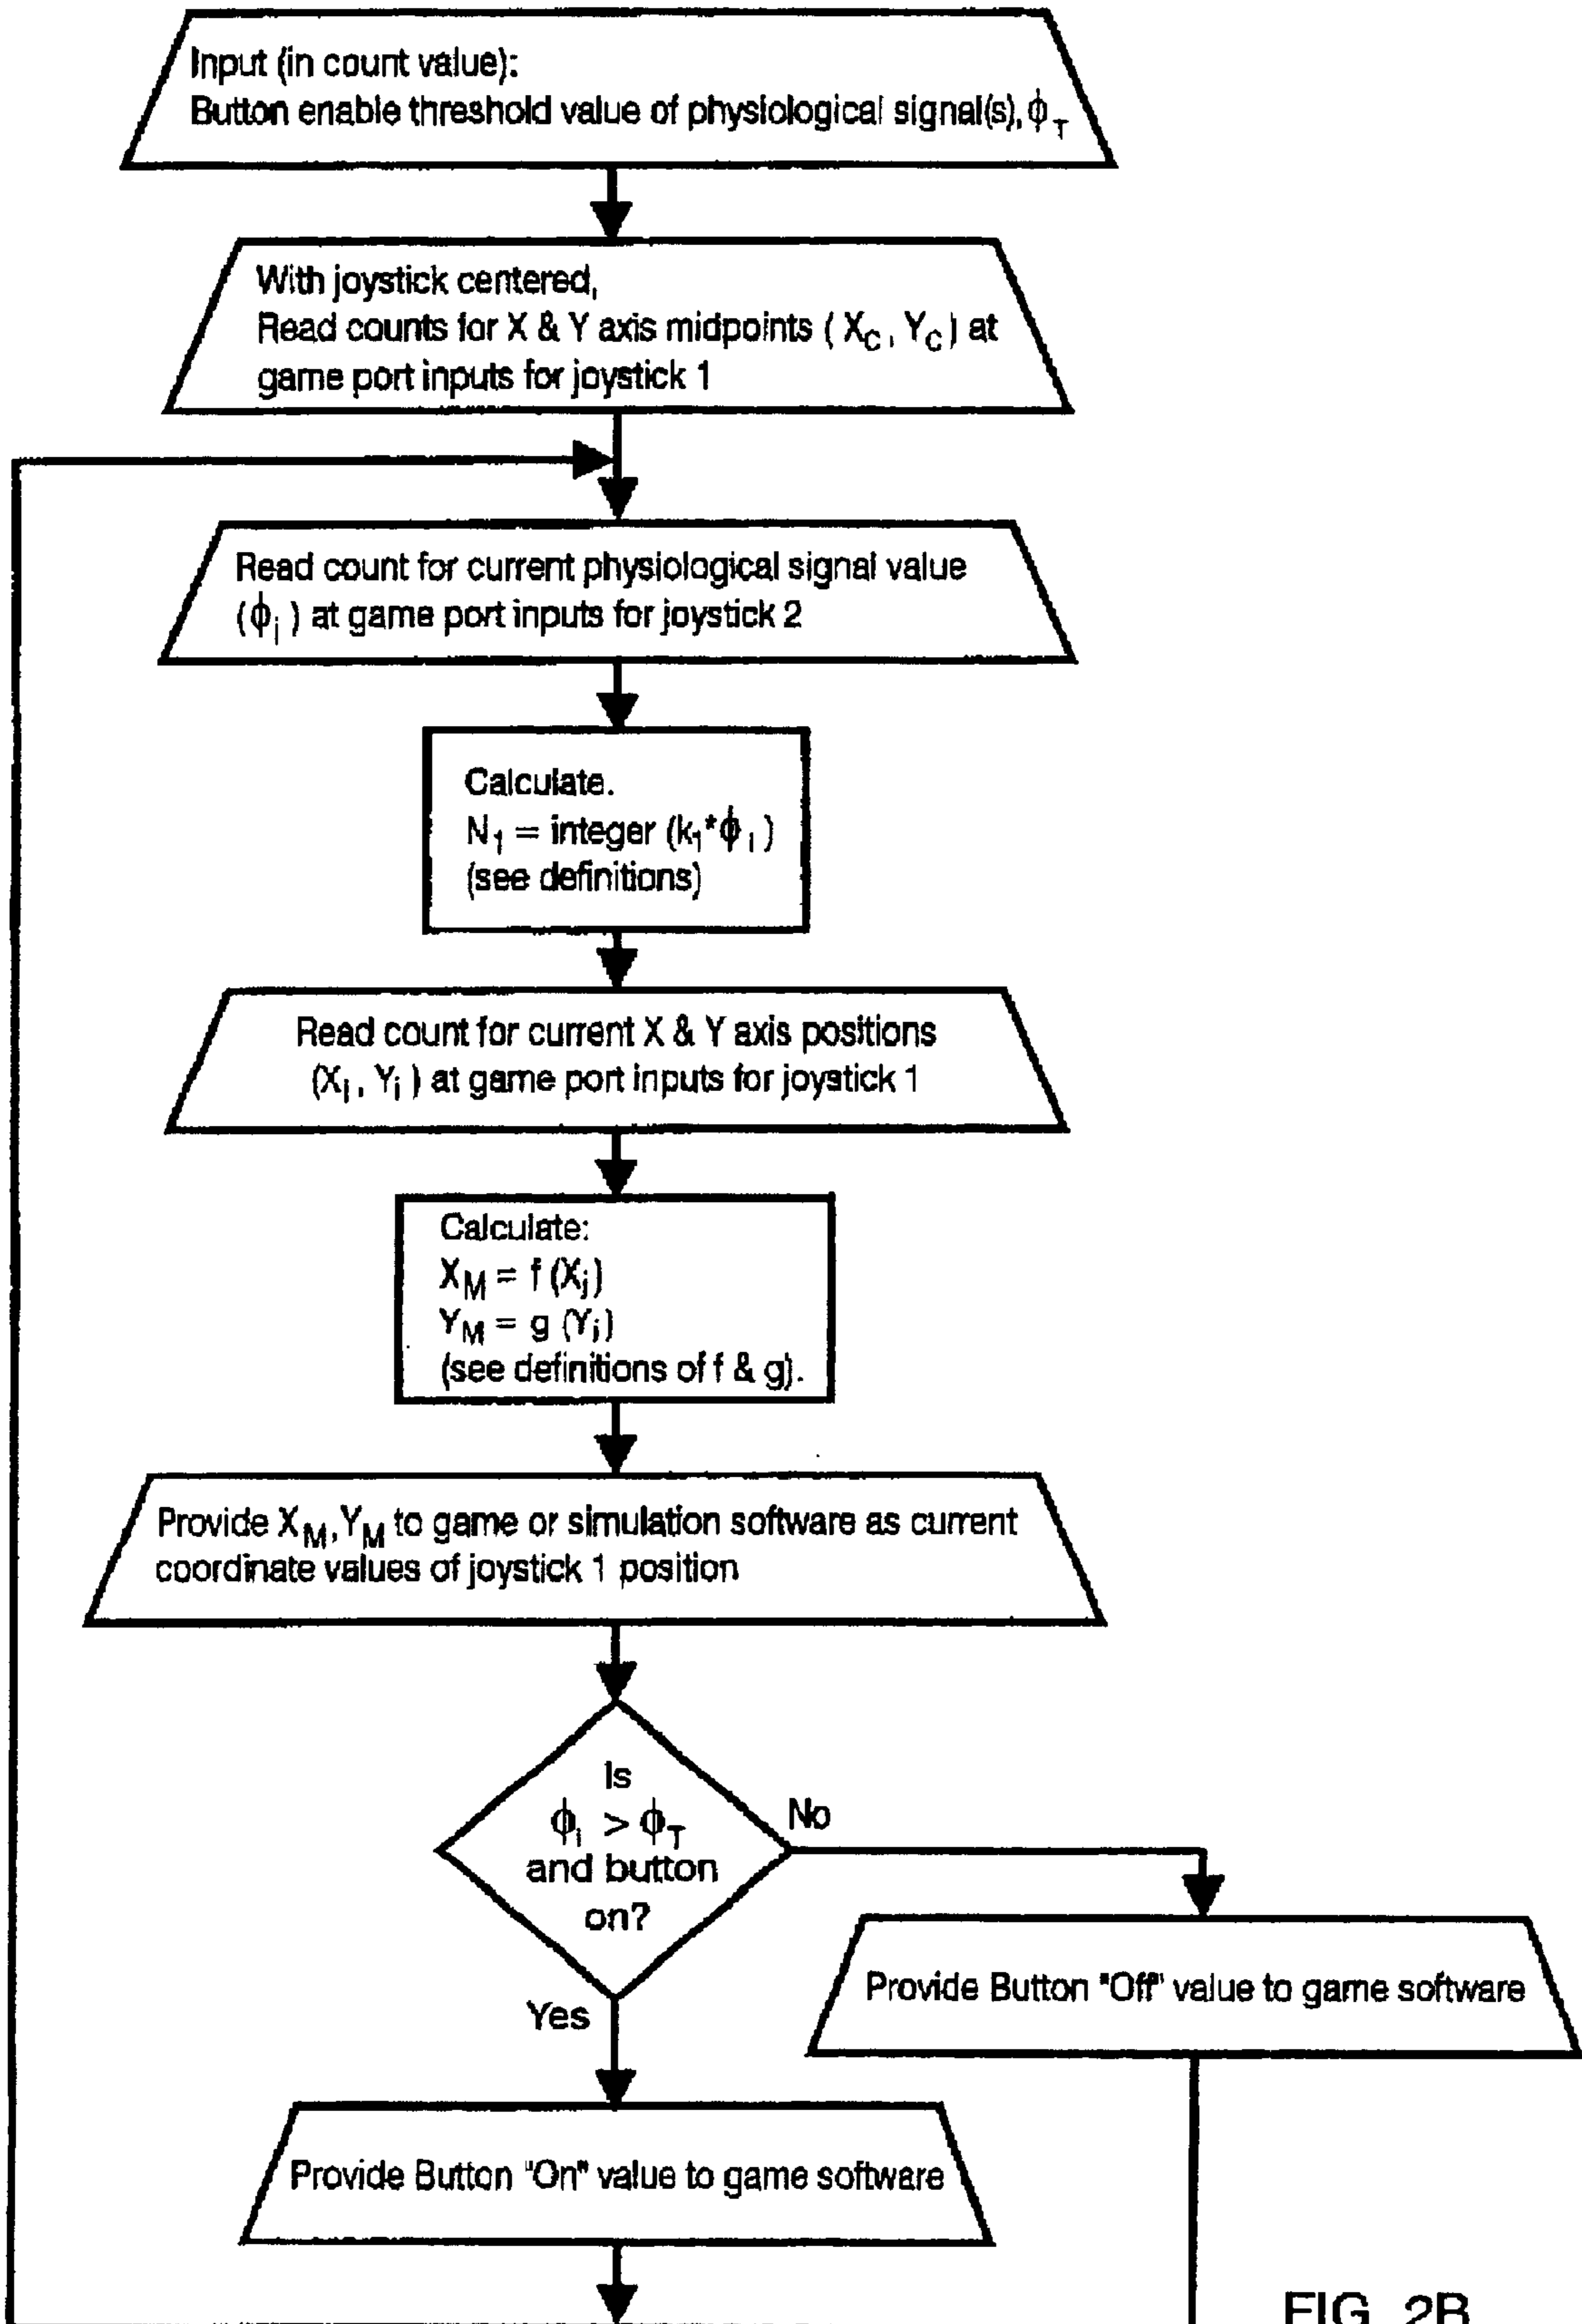 Input (in count value):
Button enable threshold value of physiological signal(s), ϕT
With joystick centered,
Read counts for X & Y axis midpoints ( XC, YC ) at
game port inputs for joystick 1
Read count for current physiological signal value
(ϕi ) at game port inputs for joystick 2
Calculate.
N1 = integer (k1*ϕi )
(see definitions)
Read count for current X & Y axis positions
(Xi, Yi ) at game port inputs for joystick 1
Calculate:
XM = f (Xi)
YM = g (Yi)
(see definitions of f & g).
Provide XM, YM to game or simulation software as current
coordinate values of joystick 1 position
Is
ϕi > ϕT
and button
on?
No
Yes
Provide Button "Off" value to game software
Provide Button "On" value to game software
FIG. 2B